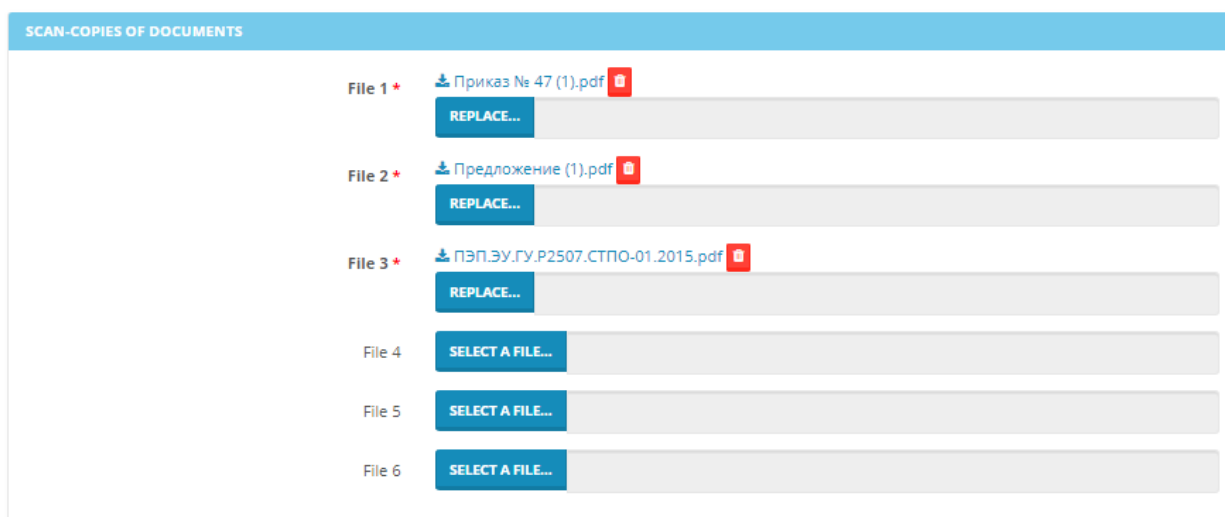 SCAN-COPIES OF DOCUMENTS
File 1 *
Приказ № 47 (1).pdf
REPLACE...
File 2 *
Предложение (1).pdf
REPLACE...
File 3 *
ПЭП.ЭУ.ГУ.Р2507.СТПО-01.2015.pdf
REPLACE...
File 4
SELECT A FILE...
File 5
SELECT A FILE...
File 6
SELECT A FILE...